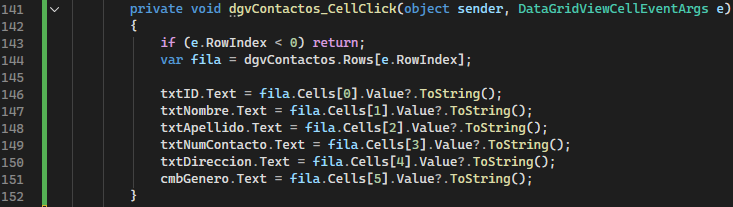 141 private void dgvContactos_CellClick(object sender, DataGridViewCellEventArgs e)
142 {
143 if (e.RowIndex < 0) return;
144 var fila = dgvContactos.Rows[e.RowIndex];
145
146 txtID.Text = fila.Cells[0].Value?.ToString();
147 txtNombre.Text = fila.Cells[1].Value?.ToString();
148 txtApellido.Text = fila.Cells[2].Value?.ToString();
149 txtNumContacto.Text = fila.Cells[3].Value?.ToString();
150 txtDireccion.Text = fila.Cells[4].Value?.ToString();
151 cmbGenero.Text = fila.Cells[5].Value?.ToString();
152 }